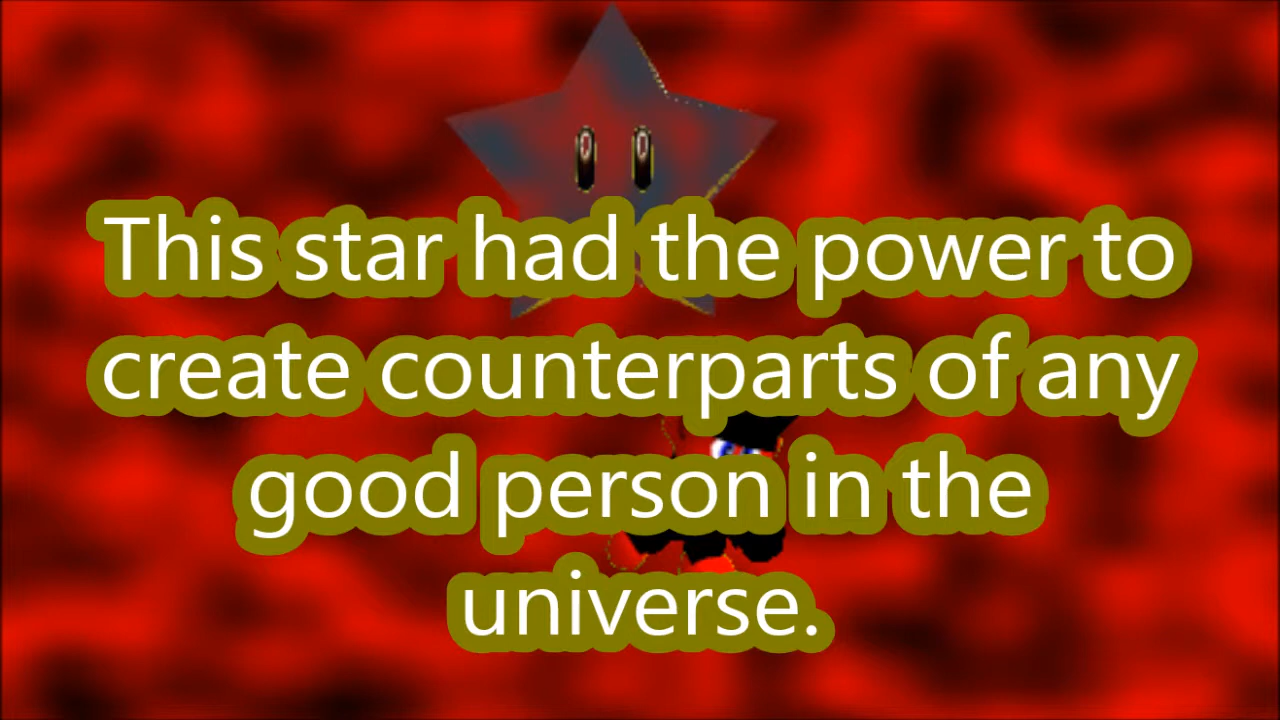 This star had the power to
create counterparts of any
good person in the
universe.